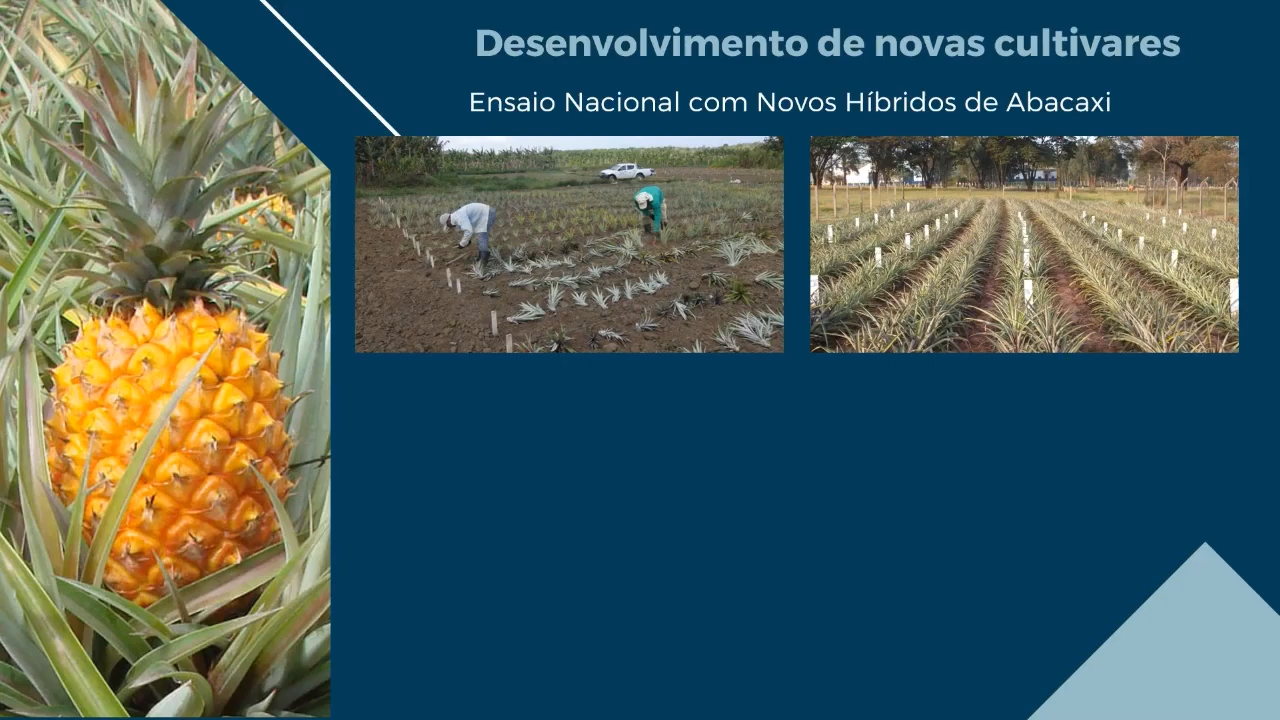 Desenvolvimento de novas cultivares
Ensaio Nacional com Novos Híbridos de Abacaxi